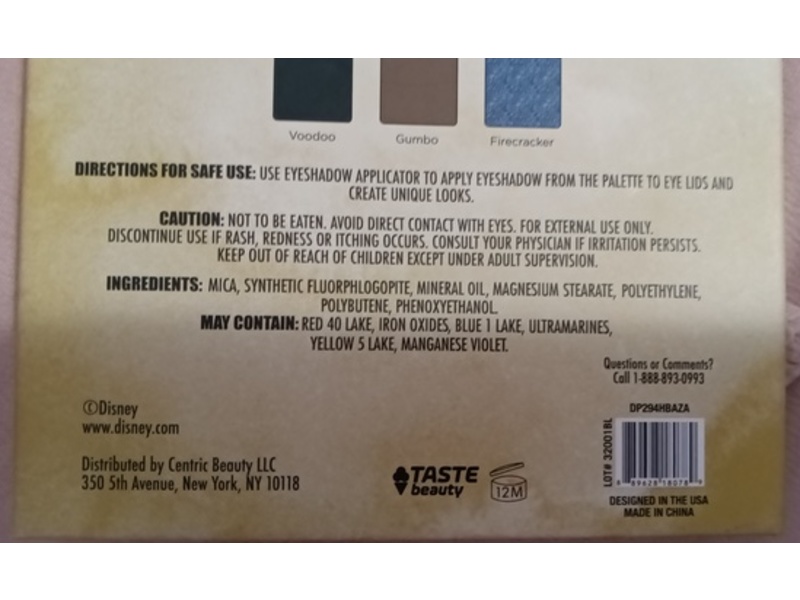 Voodoo
Gumbo
Firecracker
DIRECTIONS FOR SAFE USE: USE EYESHADOW APPLICATOR TO APPLY EYESHADOW FROM THE PALETTE TO EYE LIDS AND
CREATE UNIQUE LOOKS.
CAUTION: NOT TO BE EATEN. AVOID DIRECT CONTACT WITH EYES. FOR EXTERNAL USE ONLY.
DISCONTINUE USE IF RASH, REDNESS OR ITCHING OCCURS. CONSULT YOUR PHYSICIAN IF IRRITATION PERSISTS.
KEEP OUT OF REACH OF CHILDREN EXCEPT UNDER ADULT SUPERVISION.
INGREDIENTS: MICA, SYNTHETIC FLUORPHLOGOPITE, MINERAL OIL, MAGNESIUM STEARATE, POLYETHYLENE,
POLYBUTENE, PHENOXYETHANOL.
MAY CONTAIN: RED 40 LAKE, IRON OXIDES, BLUE 1 LAKE, ULTRAMARINES,
YELLOW 5 LAKE, MANGANESE VIOLET.
Questions or Comments?
Call 1-888-893-0993
©Disney
www.disney.com
Distributed by Centric Beauty LLC
350 5th Avenue, New York, NY 10118
TASTE
beauty
12M
DP294HBAZA
LOT# 32001BL
89628 18078 9
DESIGNED IN THE USA
MADE IN CHINA